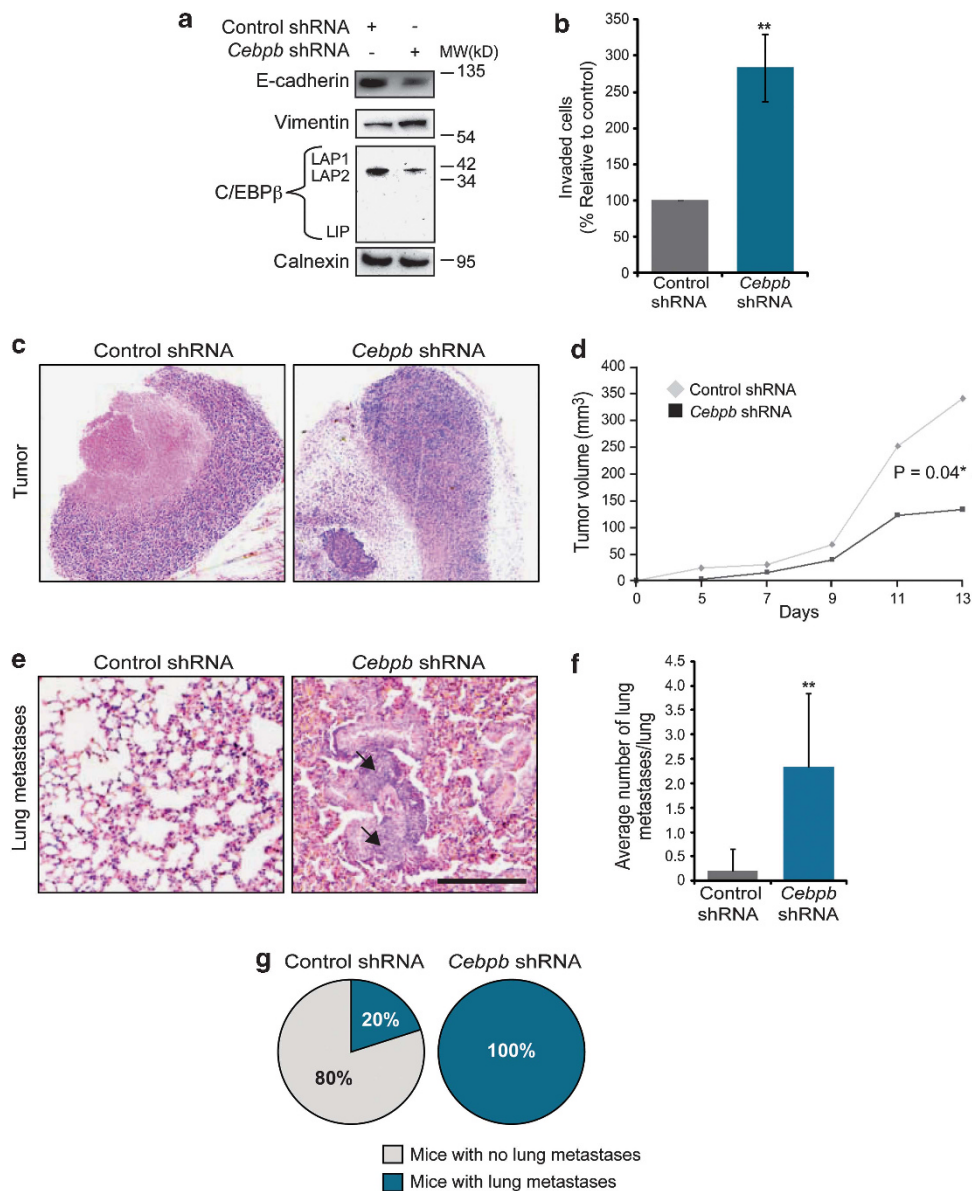 a
Control shRNA + -
Cebpb shRNA - + MW(kD)
E-cadherin
135
Vimentin
54
C/EBPβ
LAP1
LAP2
LIP
42
34
Calnexin
95
b
Invaded cells
(% Relative to control)
350
300
250
200
150
100
50
0
**
Control
shRNA
Cebpb
shRNA
c
Control shRNA
Cebpb shRNA
Tumor
d
Tumor volume (mm³)
400
350
300
250
200
150
100
50
0
Control shRNA
Cebpb shRNA
P = 0.04*
0 5 7 9 11 13
Days
e
Control shRNA
Cebpb shRNA
Lung metastases
f
Average number of lung
metastases/lung
4.5
4.0
3.5
3.0
2.5
2.0
1.5
1.0
0.5
0
**
Control
shRNA
Cebpb
shRNA
g
Control shRNA
Cebpb shRNA
20%
80%
100%
Mice with no lung metastases
Mice with lung metastases